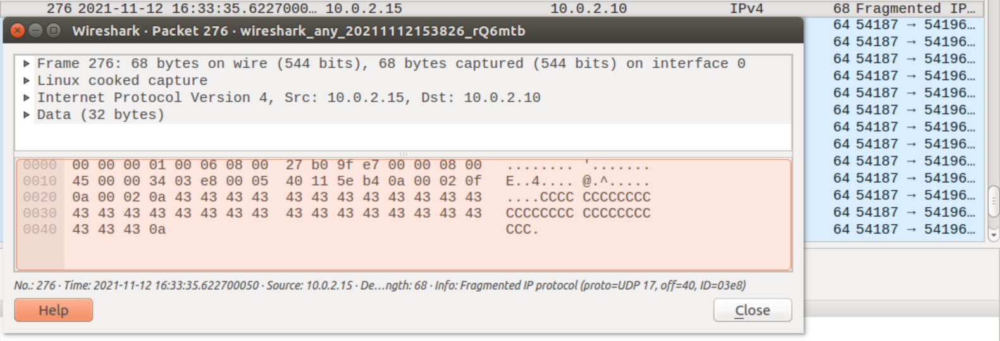 276 2021-11-12 16:33:35.6227000… 10.0.2.15 10.0.2.10 IPv4 68 Fragmented IP…
Wireshark · Packet 276 · wireshark_any_20211112153826_rQ6mtb
64 54187 → 54196…
64 54187 → 54196…
64 54187 → 54196…
64 54187 → 54196…
64 54187 → 54196…
64 54187 → 54196…
64 54187 → 54196…
64 54187 → 54196…
64 54187 → 54196…
64 54187 → 54196…
64 54187 → 54196…
64 54187 → 54196…
64 54187 → 54196…
Frame 276: 68 bytes on wire (544 bits), 68 bytes captured (544 bits) on interface 0
Linux cooked capture
Internet Protocol Version 4, Src: 10.0.2.15, Dst: 10.0.2.10
Data (32 bytes)
0000 00 00 00 01 00 06 08 00 27 b0 9f e7 00 00 08 00 ........ '.......
0010 45 00 00 34 03 e8 00 05 40 11 5e b4 0a 00 02 0f E..4.... @.^.....
0020 0a 00 02 0a 43 43 43 43 43 43 43 43 43 43 43 43 ....CCCC CCCCCCCC
0030 43 43 43 43 43 43 43 43 43 43 43 43 43 43 43 43 CCCCCCCC CCCCCCCC
0040 43 43 43 0a CCC.
No.: 276 · Time: 2021-11-12 16:33:35.622700050 · Source: 10.0.2.15 · De…ngth: 68 · Info: Fragmented IP protocol (proto=UDP 17, off=40, ID=03e8)
Help
Close